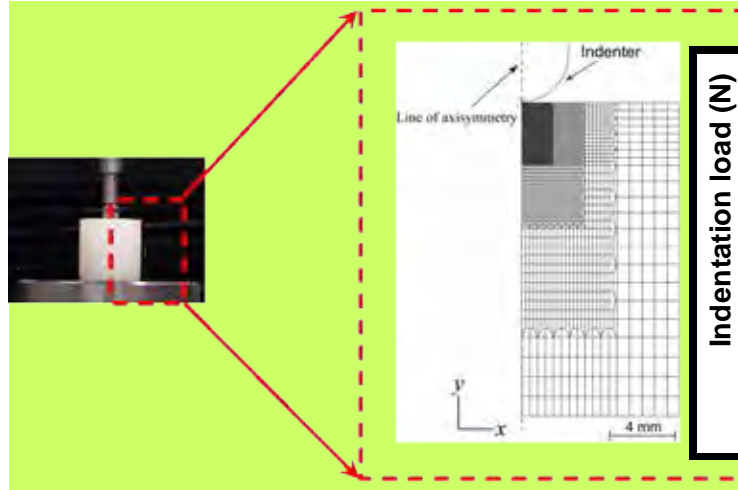 Indenter
Line of axisymmetry
Indentation load (N)
y
x
4 mm